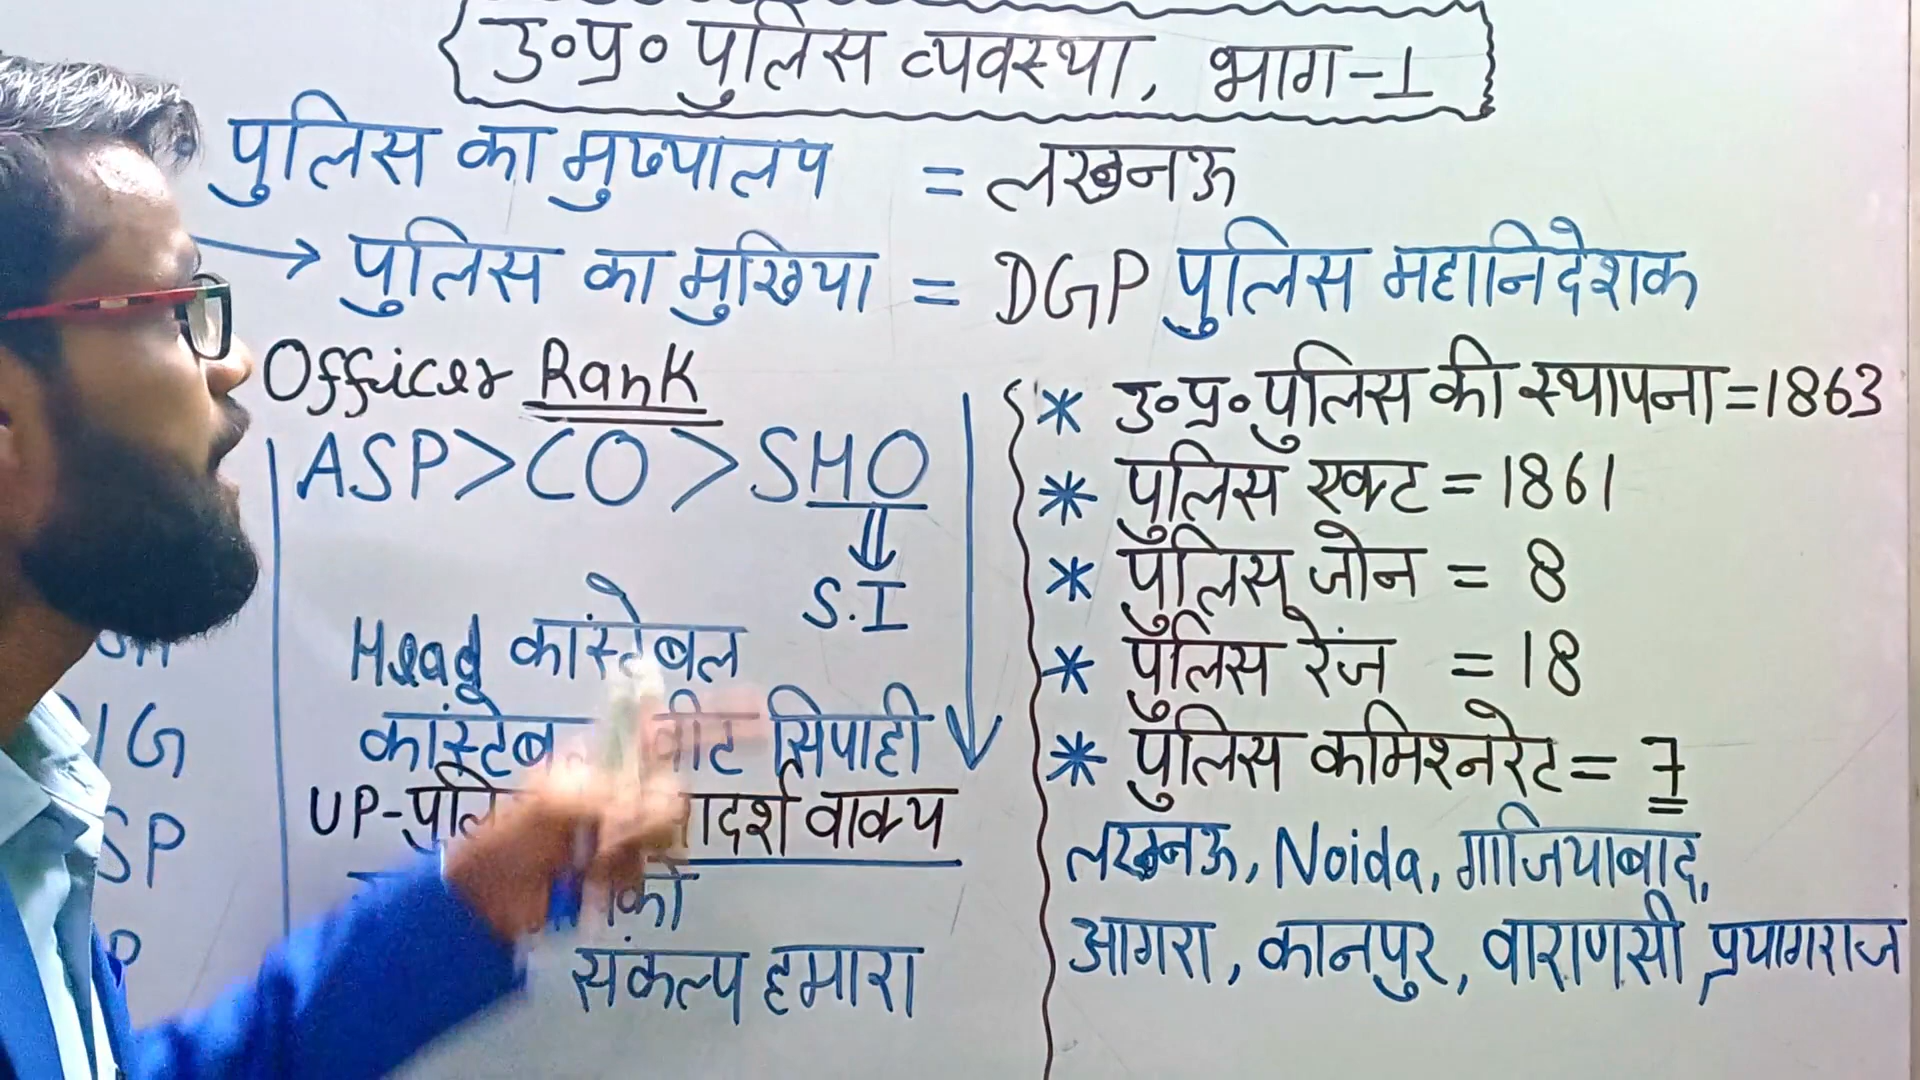 उ॰प्र॰ पुलिस व्यवस्था, भाग-1
पुलिस का मुख्यालय = लखनऊ
→ पुलिस का मुखिया = DGP पुलिस महानिदेशक
Officer Rank
ASP>CO>SHO
⇓
S.I
Head कांस्टेबल
कांस्टेब बीट सिपाही
UP-पुलि वाक्य
संकल्प हमारा
IG
SP
P
* उ॰प्र॰ पुलिस की स्थापना=1863
* पुलिस एक्ट = 1861
* पुलिस जोन = 8
* पुलिस रेंज = 18
* पुलिस कमिश्नरेट = 7
लखनऊ, Noida, गाजियाबाद,
आगरा, कानपुर, वाराणसी, प्रयागराज